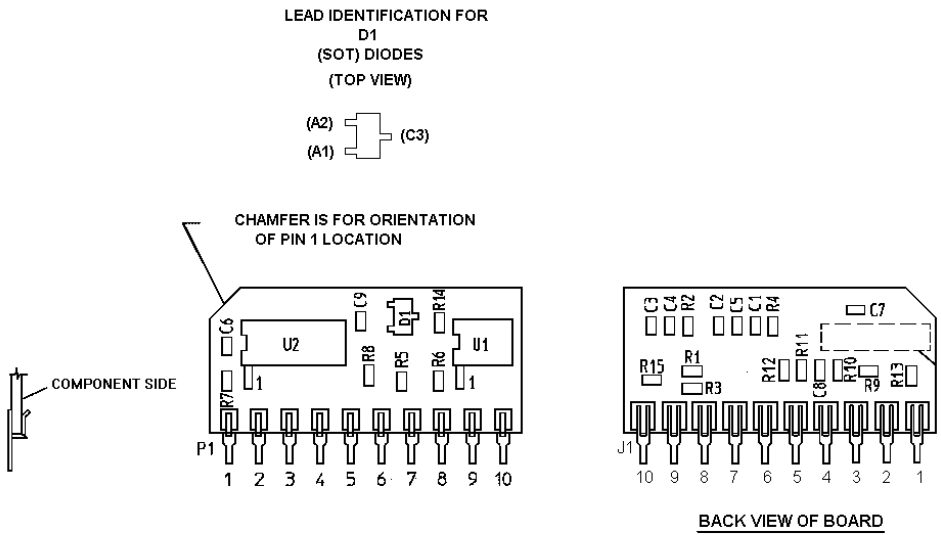 LEAD IDENTIFICATION FOR
D1
(SOT) DIODES
(TOP VIEW)
(A2)
(C3)
(A1)
CHAMFER IS FOR ORIENTATION
OF PIN 1 LOCATION
COMPONENT SIDE
C6
U2
C9
D1
R14
U1
R7
1
R8
R5
R6
1
P1
1 2 3 4 5 6 7 8 9 10
C3 C4 R2 C2 C5 C1 R4
C7
R15
R1
R3
R12
R11
C8
R10
R9
R13
J1
10 9 8 7 6 5 4 3 2 1
BACK VIEW OF BOARD